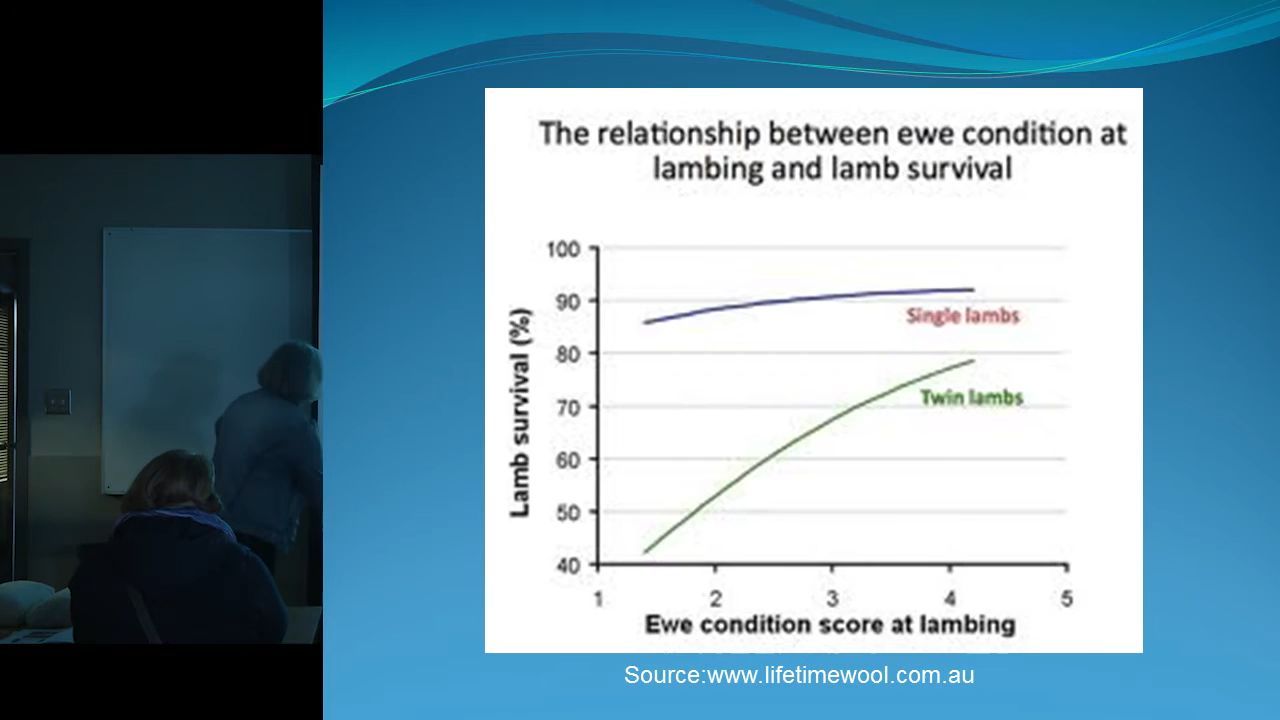 The relationship between ewe condition at
lambing and lamb survival
100
90
80
70
60
50
40
Lamb survival (%)
Single lambs
Twin lambs
1 2 3 4 5
Ewe condition score at lambing
Source:www.lifetimewool.com.au